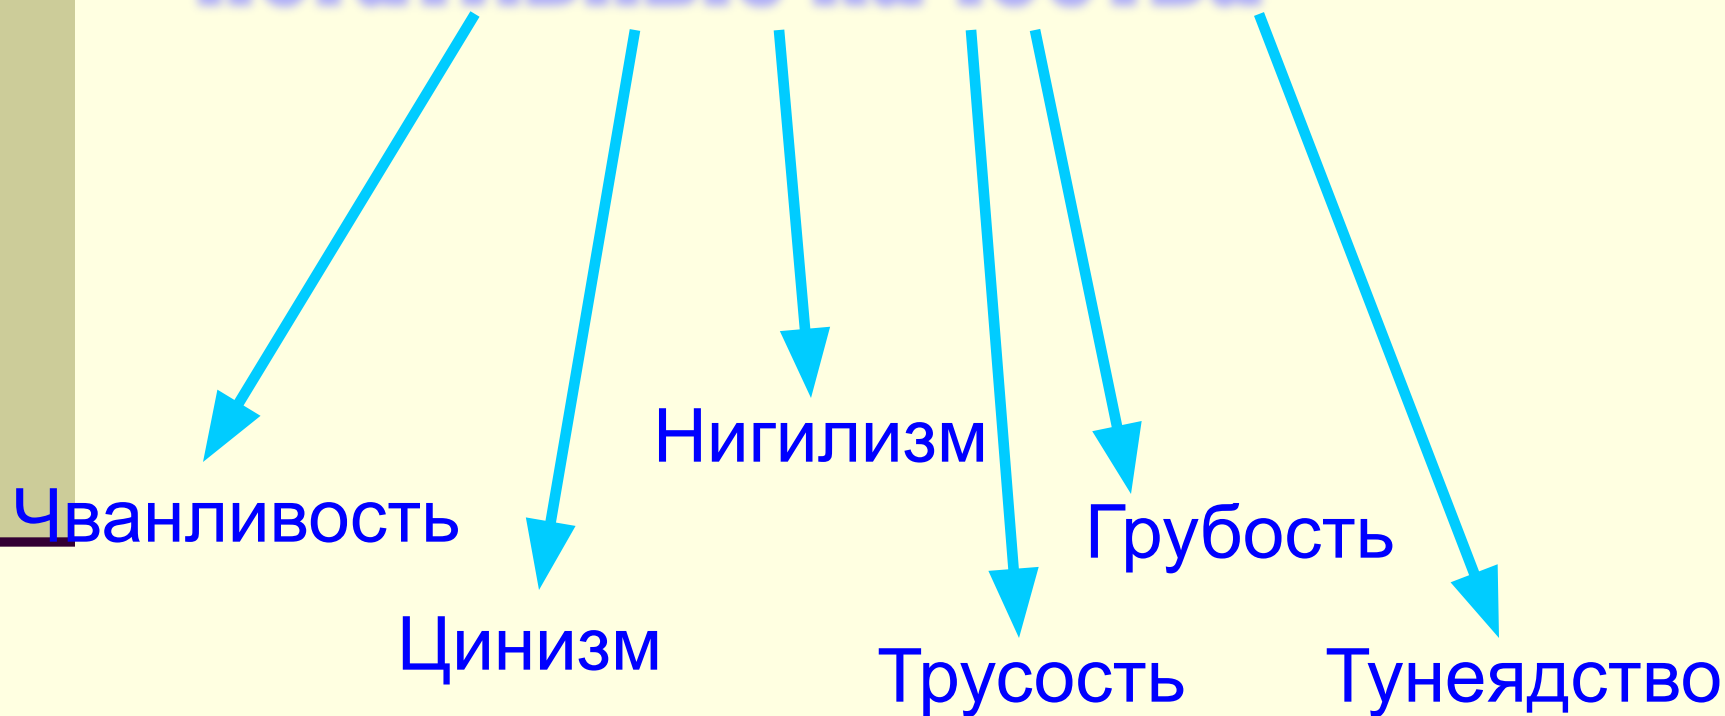 Нигилизм
Чванливость
Грубость
Цинизм
Трусость
Тунеядство